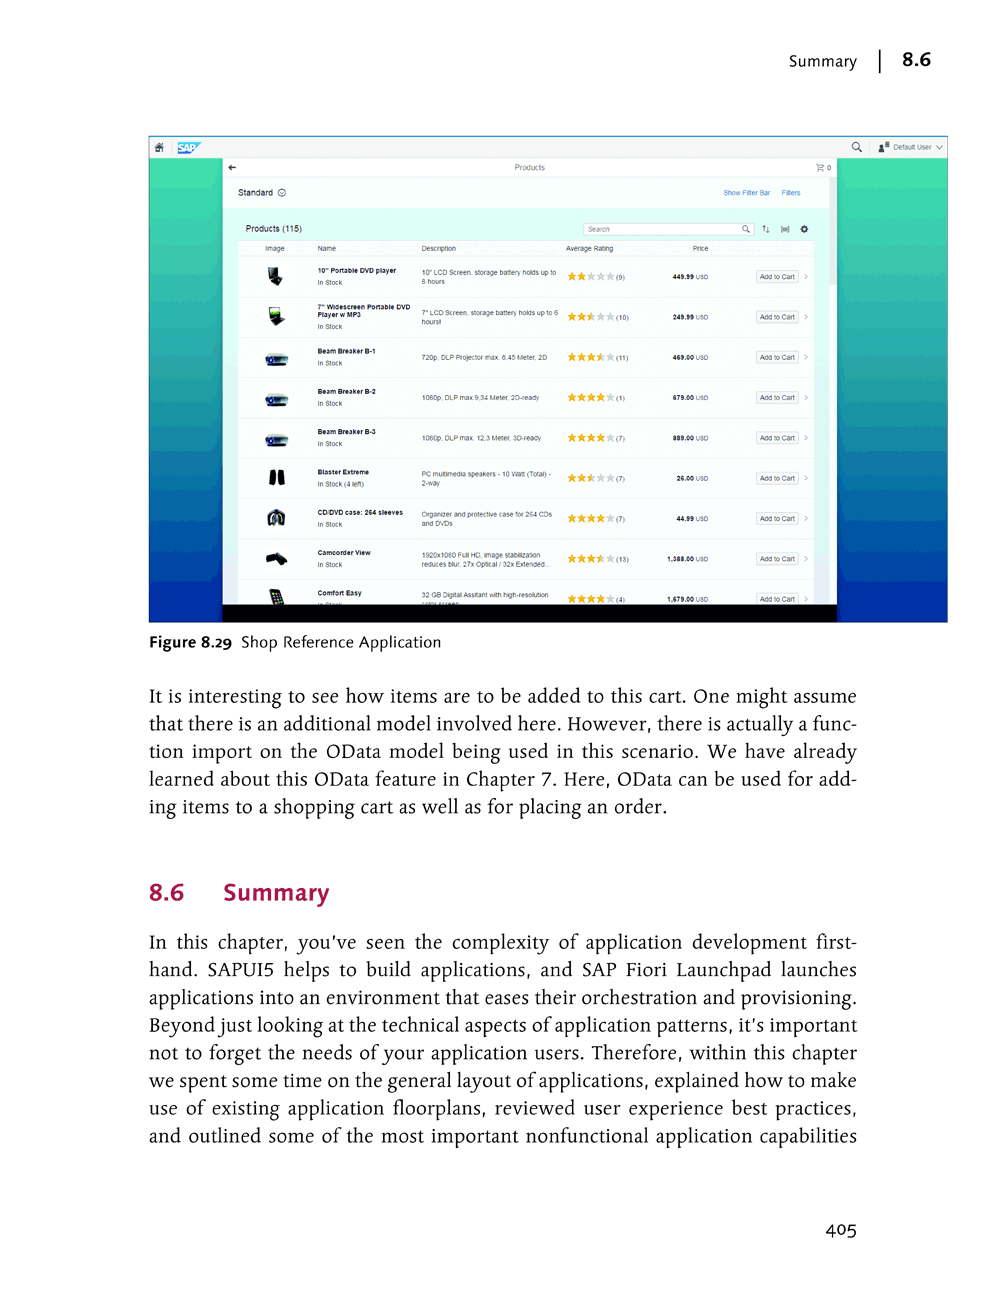 Summary | 8.6
SAP Default User
Products 0
Standard Show Filter Bar Filters
Products (115) Search
Image Name Description Average Rating Price
10" Portable DVD player
In Stock
10" LCD Screen, storage battery holds up to
8 hours
(9) 449.99 USD Add to Cart
7" Widescreen Portable DVD
Player w MP3
In Stock
7" LCD Screen, storage battery holds up to 6
hours!
(10) 249.99 USD Add to Cart
Beam Breaker B-1
In Stock
720p, DLP Projector max. 8,45 Meter, 2D
(11) 469.00 USD Add to Cart
Beam Breaker B-2
In Stock
1080p, DLP max.9,34 Meter, 2D-ready
(1) 679.00 USD Add to Cart
Beam Breaker B-3
In Stock
1080p, DLP max. 12,3 Meter, 3D-ready
(7) 889.00 USD Add to Cart
Blaster Extreme
In Stock (4 left)
PC multimedia speakers - 10 Watt (Total) -
2-way
(7) 26.00 USD Add to Cart
CD/DVD case: 264 sleeves
In Stock
Organizer and protective case for 264 CDs
and DVDs
(7) 44.99 USD Add to Cart
Camcorder View
In Stock
1920x1080 Full HD, image stabilization
reduces blur, 27x Optical / 32x Extended...
(13) 1,388.00 USD Add to Cart
Comfort Easy
In Stock
32 GB Digital Assitant with high-resolution
color screen
(4) 1,679.00 USD Add to Cart
Figure 8.29 Shop Reference Application
It is interesting to see how items are to be added to this cart. One might assume
that there is an additional model involved here. However, there is actually a func-
tion import on the OData model being used in this scenario. We have already
learned about this OData feature in Chapter 7. Here, OData can be used for add-
ing items to a shopping cart as well as for placing an order.
8.6 Summary
In this chapter, you've seen the complexity of application development first-
hand. SAPUI5 helps to build applications, and SAP Fiori Launchpad launches
applications into an environment that eases their orchestration and provisioning.
Beyond just looking at the technical aspects of application patterns, it's important
not to forget the needs of your application users. Therefore, within this chapter
we spent some time on the general layout of applications, explained how to make
use of existing application floorplans, reviewed user experience best practices,
and outlined some of the most important nonfunctional application capabilities
405